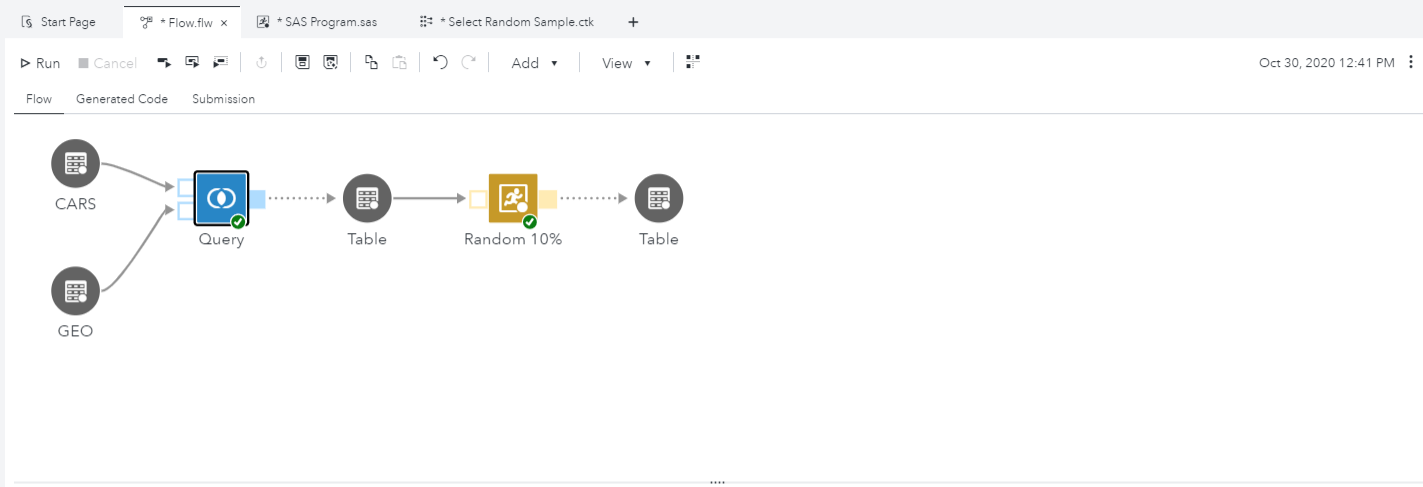 Start Page * Flow.flw × * SAS Program.sas * Select Random Sample.ctk +
Run Cancel Add View Oct 30, 2020 12:41 PM
Flow Generated Code Submission
CARS
Query Table Random 10% Table
GEO